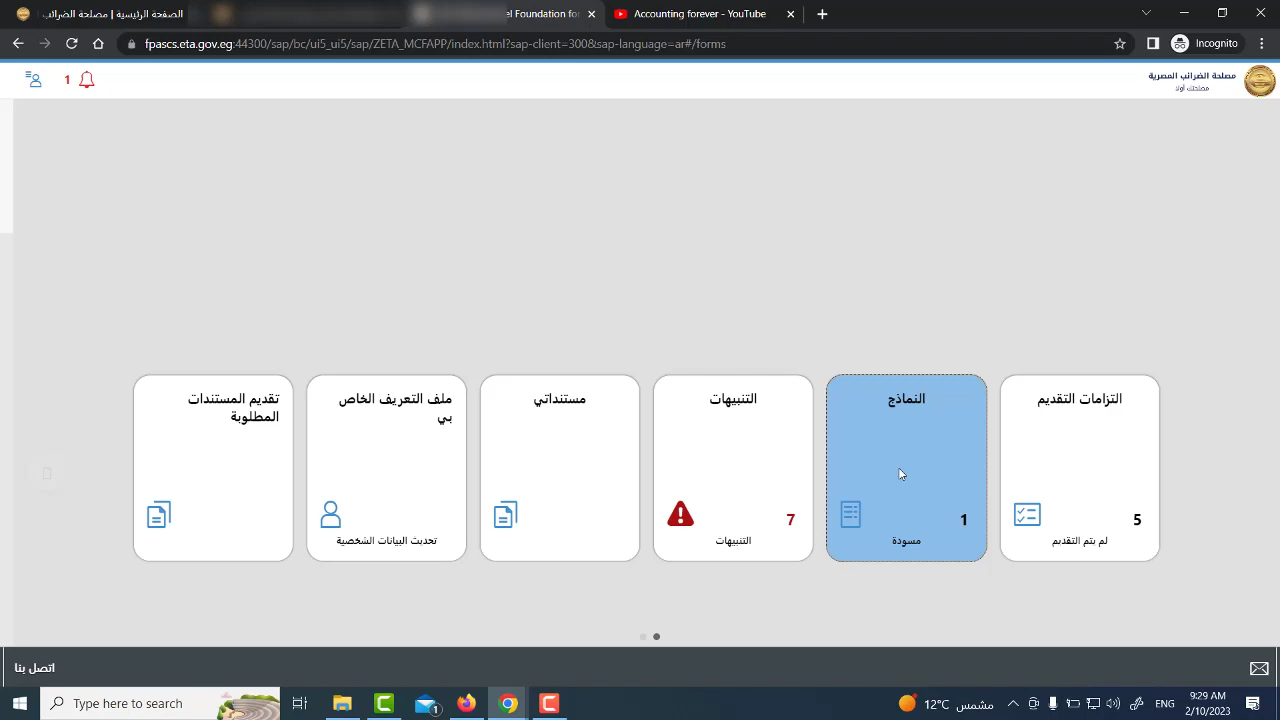 الصفحة الرئيسية | مصلحة الضرائب
el Foundation for
Accounting forever - YouTube
fpascs.eta.gov.eg:44300/sap/bc/ui5_ui5/sap/ZETA_MCFAPP/index.html?sap-client=300&sap-language=ar#/forms
Incognito
1
مصلحة الضرائب المصرية
مصلحتك أولا
التزامات التقديم
5
لم يتم التقديم
النماذج
1
مسودة
التنبيهات
7
التنبيهات
مستنداتي
ملف التعريف الخاص
بي
تحديث البيانات الشخصية
تقديم المستندات
المطلوبة
اتصل بنا
Type here to search
1
12°C مشمس
ENG
9:29 AM
2/10/2023